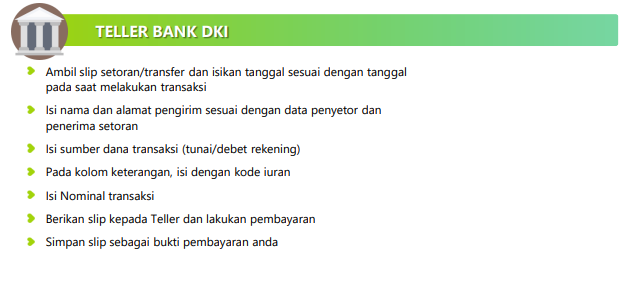 TELLER BANK DKI
Ambil slip setoran/transfer dan isikan tanggal sesuai dengan tanggal
pada saat melakukan transaksi
Isi nama dan alamat pengirim sesuai dengan data penyetor dan
penerima setoran
Isi sumber dana transaksi (tunai/debet rekening)
Pada kolom keterangan, isi dengan kode iuran
Isi Nominal transaksi
Berikan slip kepada Teller dan lakukan pembayaran
Simpan slip sebagai bukti pembayaran anda